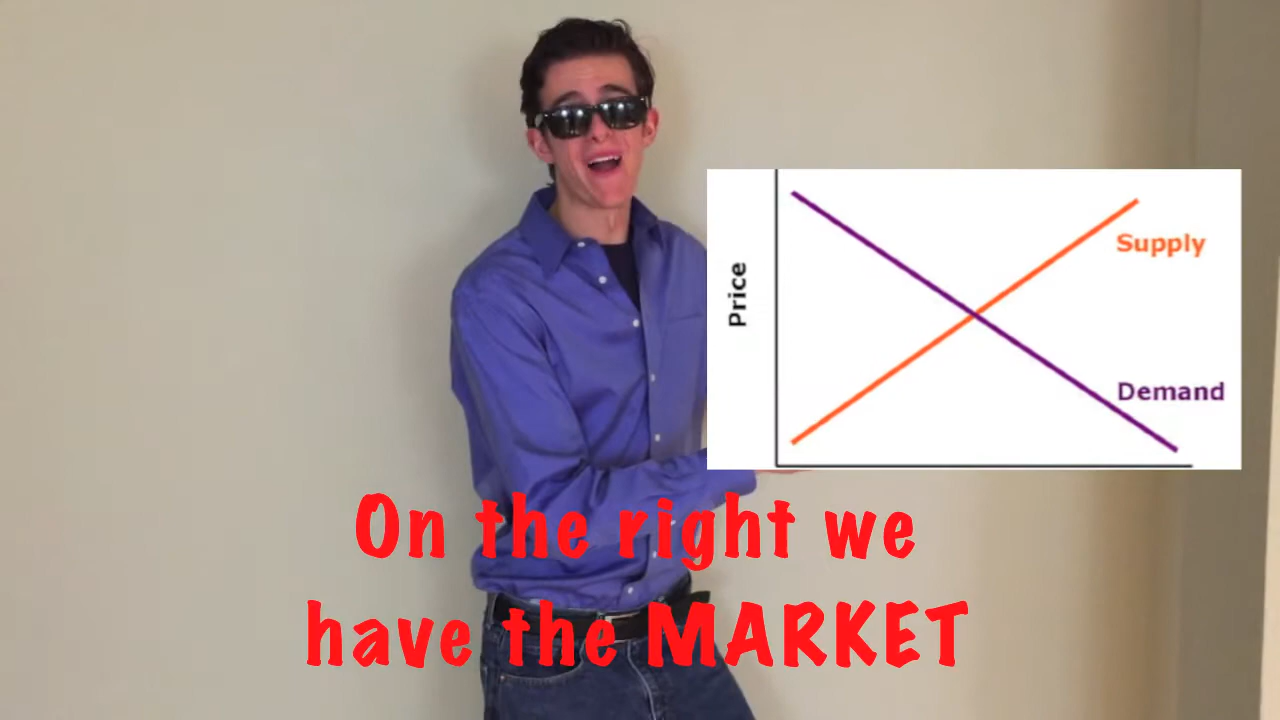 Price
Supply
Demand
On the right we
have the MARKET